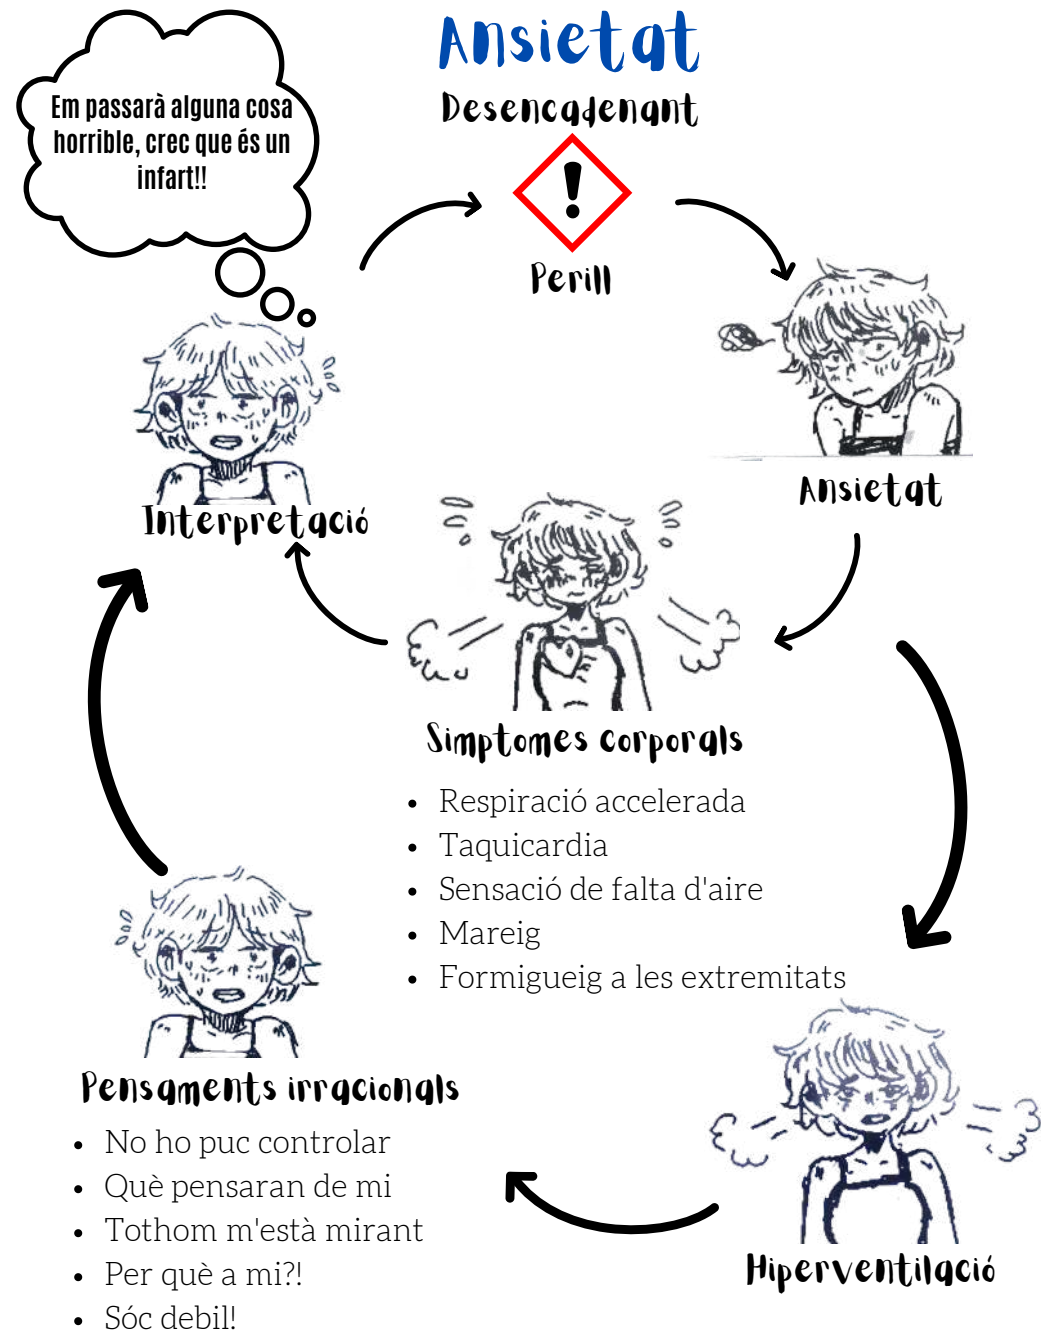 Ansietat
Desencadenant
Em passarà alguna cosa
horrible, crec que és un
infart!!
!
Perill
Ansietat
Interpretació
Simptomes corporals
• Respiració accelerada
• Taquicardia
• Sensació de falta d'aire
• Mareig
• Formigueig a les extremitats
Pensaments irracionals
• No ho puc controlar
• Què pensaran de mi
• Tothom m'està mirant
• Per què a mi?!
• Sóc debil!
Hiperventilació